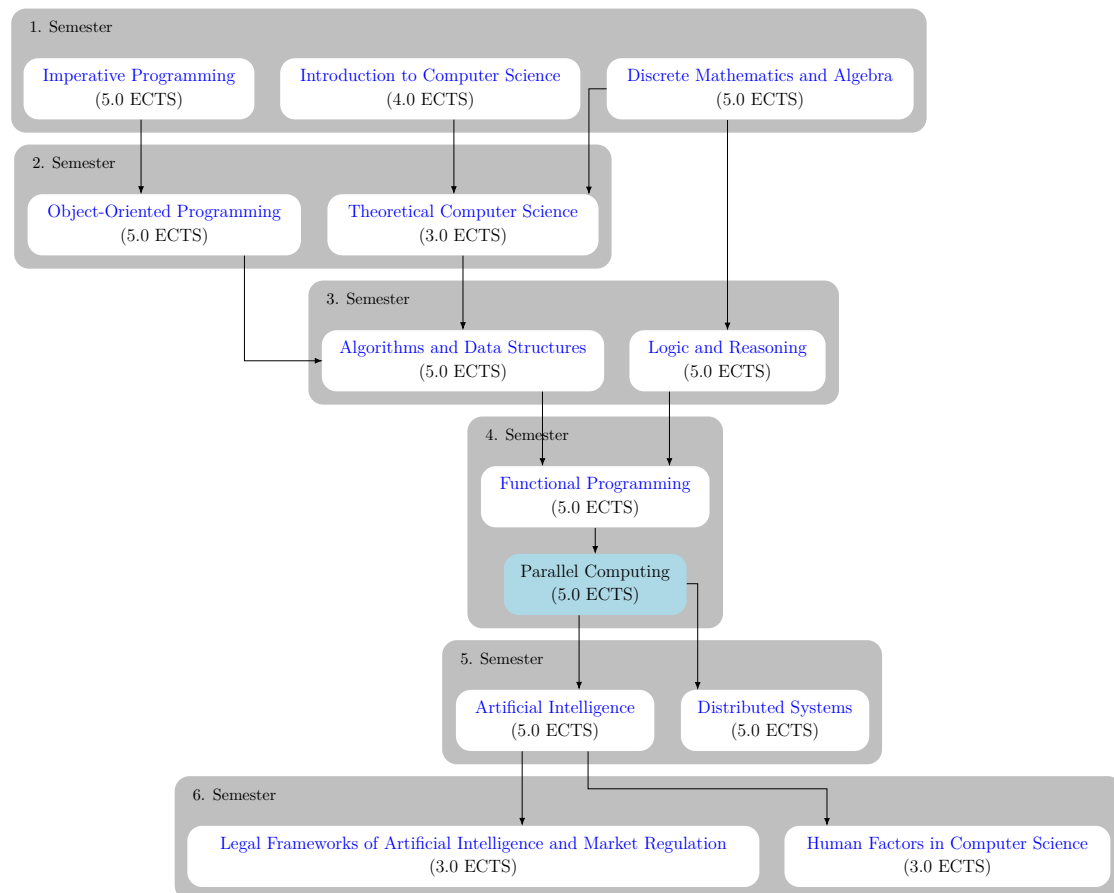 1. Semester
Imperative Programming
(5.0 ECTS)
Introduction to Computer Science
(4.0 ECTS)
Discrete Mathematics and Algebra
(5.0 ECTS)
2. Semester
Object-Oriented Programming
(5.0 ECTS)
Theoretical Computer Science
(3.0 ECTS)
3. Semester
Algorithms and Data Structures
(5.0 ECTS)
Logic and Reasoning
(5.0 ECTS)
4. Semester
Functional Programming
(5.0 ECTS)
Parallel Computing
(5.0 ECTS)
5. Semester
Artificial Intelligence
(5.0 ECTS)
Distributed Systems
(5.0 ECTS)
6. Semester
Legal Frameworks of Artificial Intelligence and Market Regulation
(3.0 ECTS)
Human Factors in Computer Science
(3.0 ECTS)